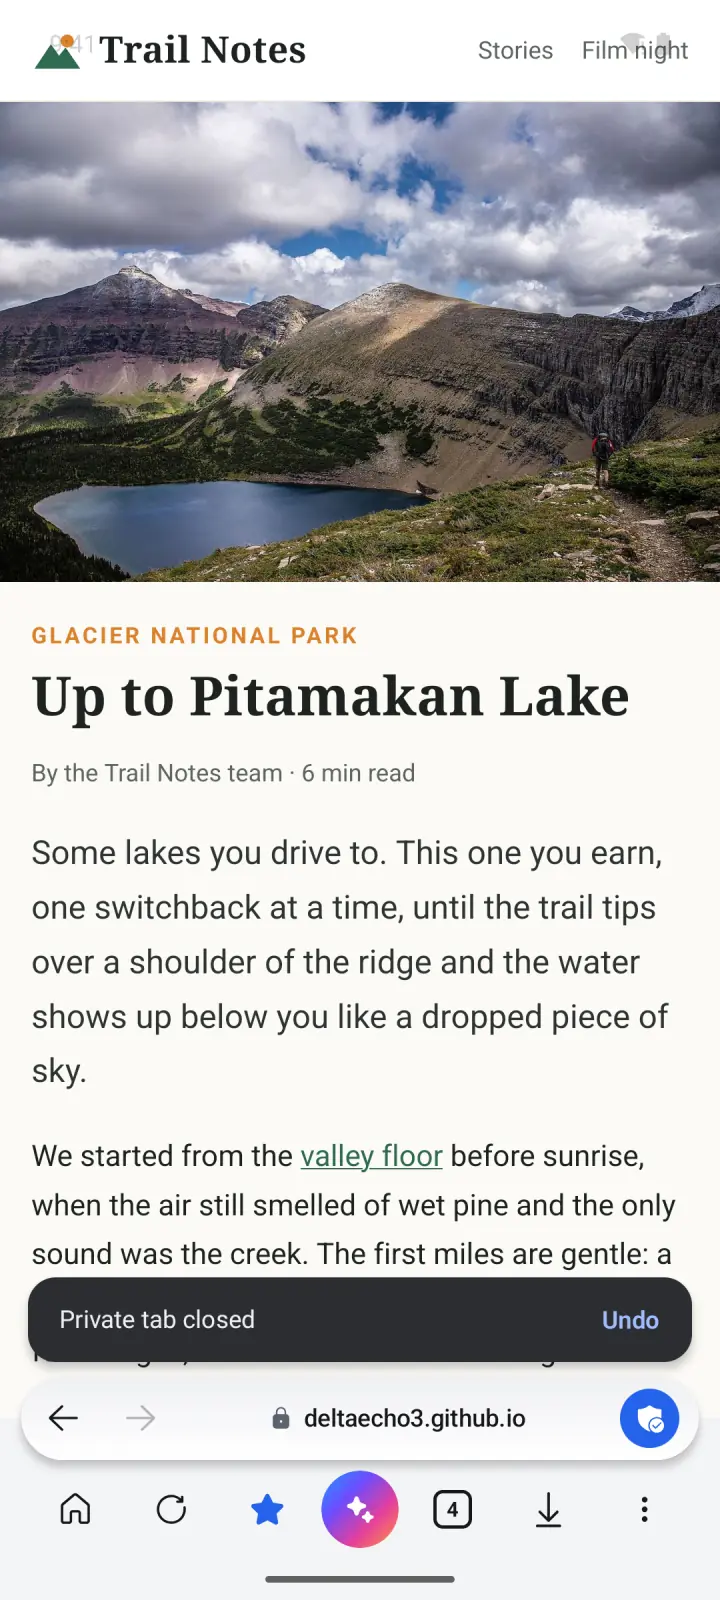 9:41
Trail Notes
Stories
Film night
GLACIER NATIONAL PARK
Up to Pitamakan Lake
By the Trail Notes team · 6 min read
Some lakes you drive to. This one you earn,
one switchback at a time, until the trail tips
over a shoulder of the ridge and the water
shows up below you like a dropped piece of
sky.
We started from the valley floor before sunrise,
when the air still smelled of wet pine and the only
sound was the creek. The first miles are gentle: a
Private tab closed
Undo
deltaecho3.github.io
4